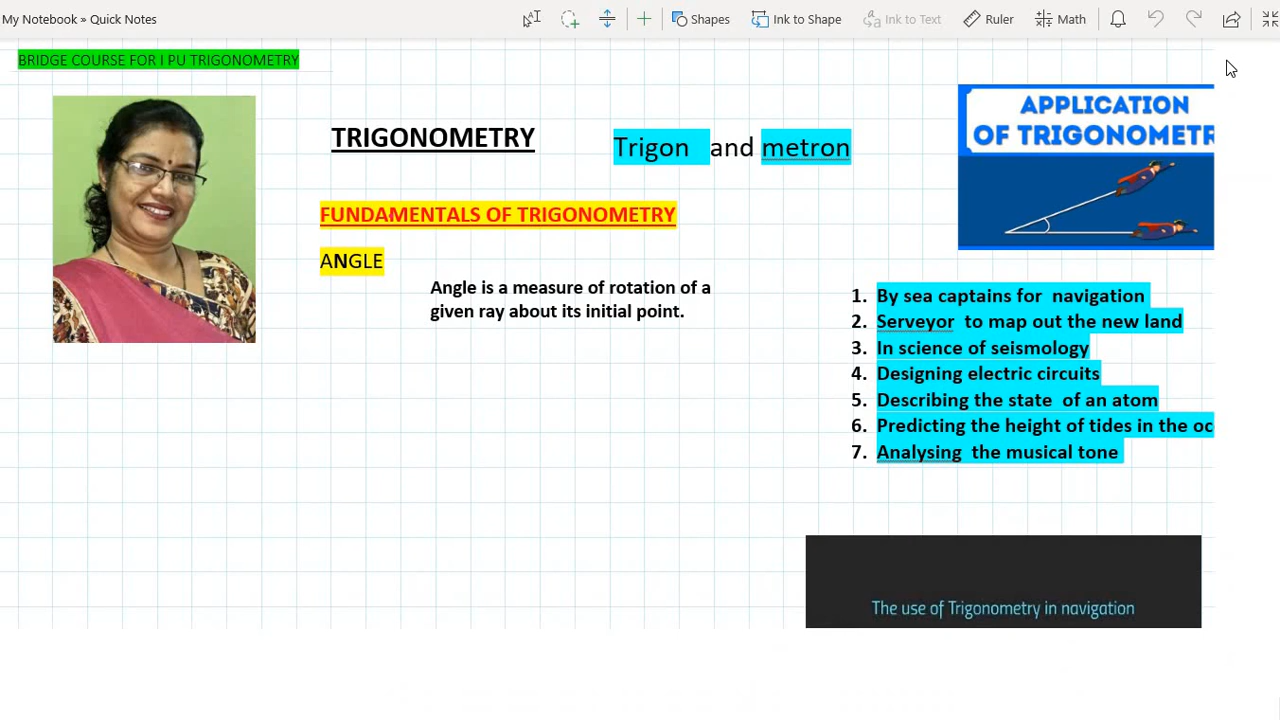 My Notebook » Quick Notes
Shapes
Ink to Shape
Ink to Text
Ruler
Math
BRIDGE COURSE FOR I PU TRIGONOMETRY
TRIGONOMETRY
Trigon and metron
APPLICATION
OF TRIGONOMETR
FUNDAMENTALS OF TRIGONOMETRY
ANGLE
Angle is a measure of rotation of a
given ray about its initial point.
1. By sea captains for navigation
2. Serveyor to map out the new land
3. In science of seismology
4. Designing electric circuits
5. Describing the state of an atom
6. Predicting the height of tides in the oc
7. Analysing the musical tone
The use of Trigonometry in navigation